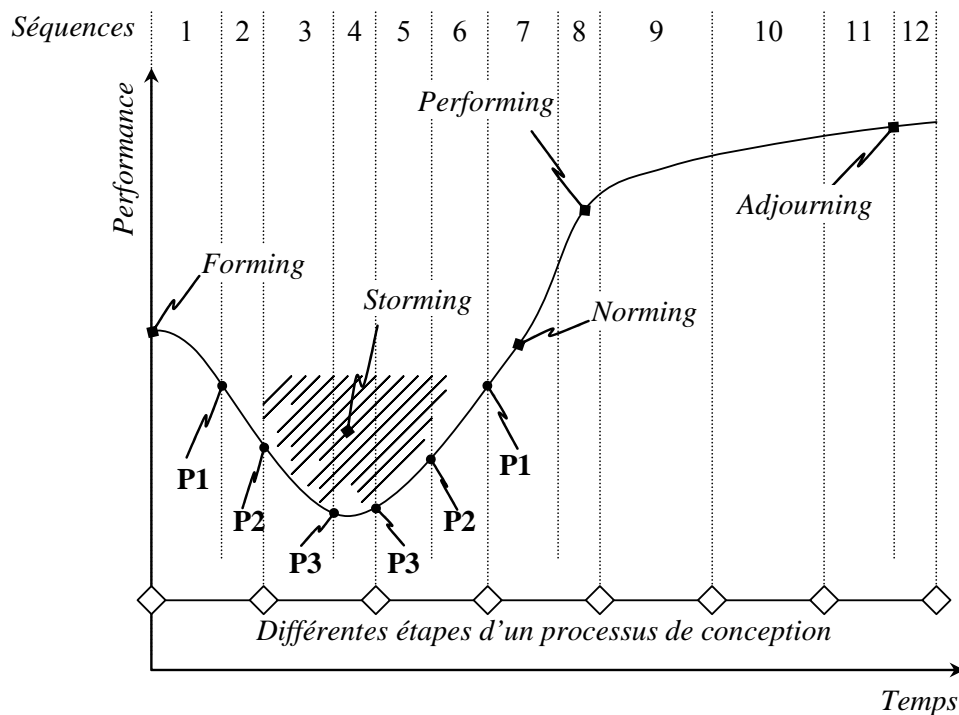 Séquences 1 2 3 4 5 6 7 8 9 10 11 12
Performance
Performing
Adjourning
Forming
Storming
Norming
P1
P1
P2
P2
P3
P3
Différentes étapes d’un processus de conception
Temps